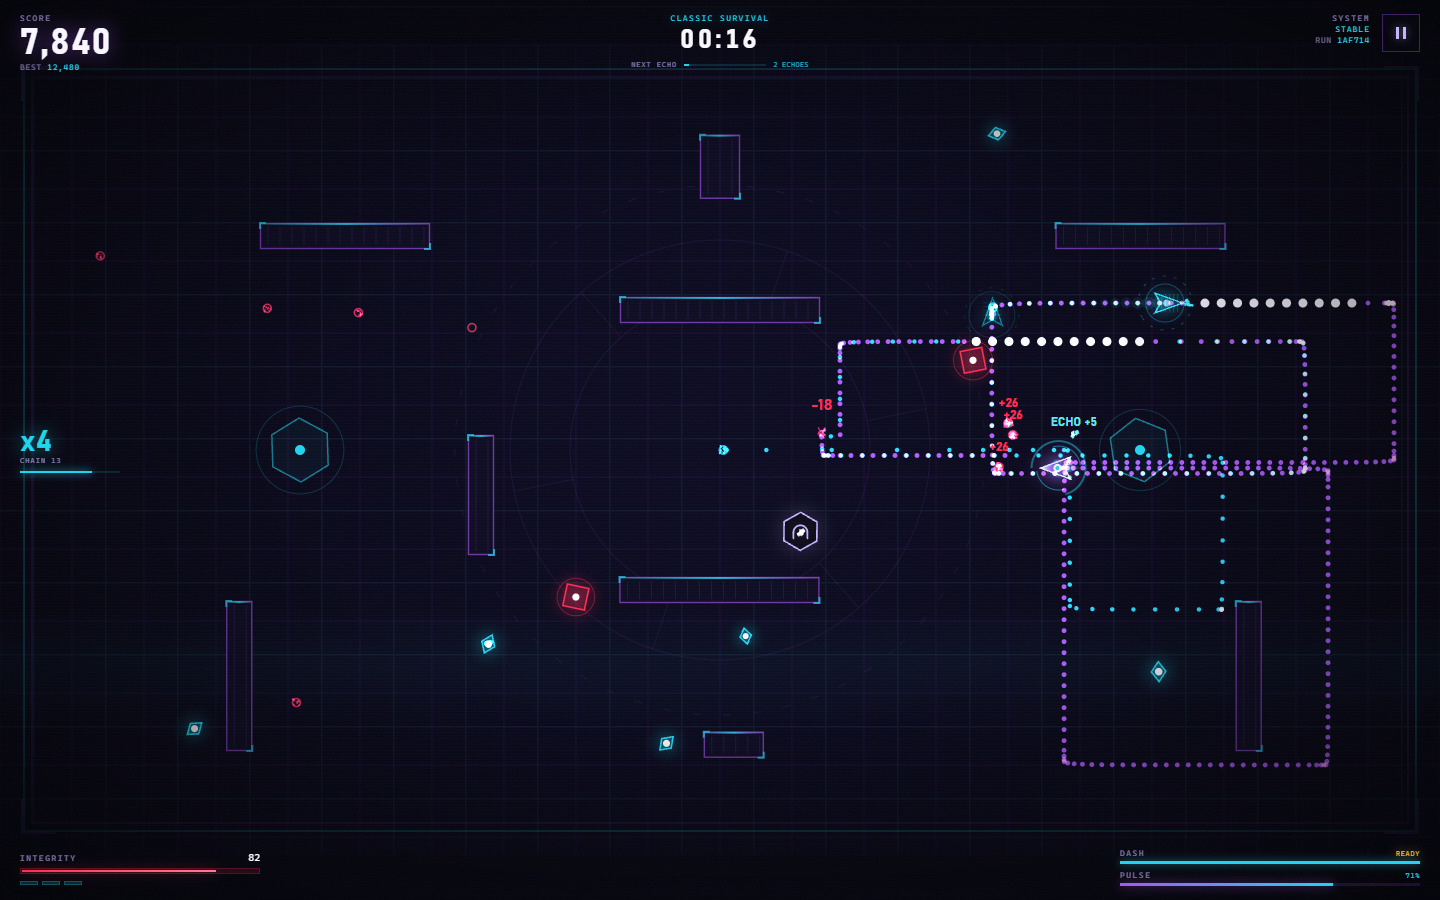 SCORE
7,840
BEST 12,480
CLASSIC SURVIVAL
00:16
NEXT ECHO 2 ECHOES
SYSTEM
STABLE
RUN 1AF714
-18
+26
+26
-26
ECHO +5
x4
CHAIN 13
INTEGRITY 82
DASH READY
PULSE 71%